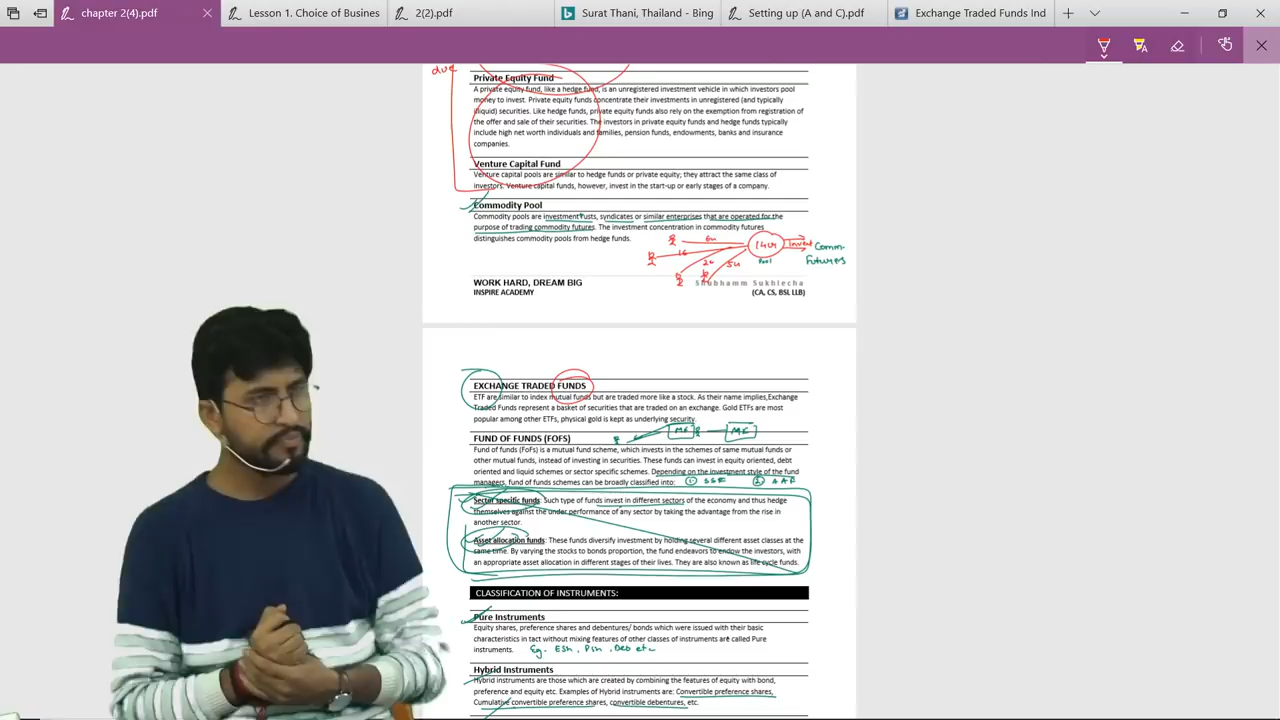 chapter 2(4).pdf
Lesson 1. Choice of Busin
2(2).pdf
Surat Thani, Thailand - Bing
Setting up (A and C).pdf
Exchange Traded Funds Ind
due
Private Equity Fund
A private equity fund, like a hedge fund, is an unregistered investment vehicle in which investors pool
money to invest. Private equity funds concentrate their investments in unregistered (and typically
illiquid) securities. Like hedge funds, private equity funds also rely on the exemption from registration of
the offer and sale of their securities. The investors in private equity funds and hedge funds typically
include high net worth individuals and families, pension funds, endowments, banks and insurance
companies.
Venture Capital Fund
Venture capital pools are similar to hedge funds or private equity; they attract the same class of
investors. Venture capital funds, however, invest in the start-up or early stages of a company.
Commodity Pool
Commodity pools are investment trusts, syndicates or similar enterprises that are operated for the
purpose of trading commodity futures. The investment concentration in commodity futures
distinguishes commodity pools from hedge funds.
Invest Comm-
Pool Futures
WORK HARD, DREAM BIG
Shubhamm Sukhlecha
INSPIRE ACADEMY
(CA, CS, BSL LLB)
EXCHANGE TRADED FUNDS
ETF are similar to index mutual funds but are traded more like a stock. As their name implies,Exchange
Traded Funds represent a basket of securities that are traded on an exchange. Gold ETFs are most
popular among other ETFs, physical gold is kept as underlying security.
FUND OF FUNDS (FOFS)
Fund of funds (FoFs) is a mutual fund scheme, which invests in the schemes of same mutual funds or
other mutual funds, instead of investing in securities. These funds can invest in equity oriented, debt
oriented and liquid schemes or sector specific schemes. Depending on the investment style of the fund
managers, fund of funds schemes can be broadly classified into: ① SSF ② AAF
Sector specific funds: Such type of funds invest in different sectors of the economy and thus hedge
themselves against the under performance of any sector by taking the advantage from the rise in
another sector.
Asset allocation funds: These funds diversify investment by holding several different asset classes at the
same time. By varying the stocks to bonds proportion, the fund endeavors to endow the investors, with
an appropriate asset allocation in different stages of their lives. They are also known as life cycle funds.
CLASSIFICATION OF INSTRUMENTS:
Pure Instruments
Equity shares, preference shares and debentures/ bonds which were issued with their basic
characteristics in tact without mixing features of other classes of instruments are called Pure
instruments. Eg. ESh, PSh, Deb etc
Hybrid Instruments
Hybrid instruments are those which are created by combining the features of equity with bond,
preference and equity etc. Examples of Hybrid instruments are: Convertible preference shares,
Cumulative convertible preference shares, convertible debentures, etc.